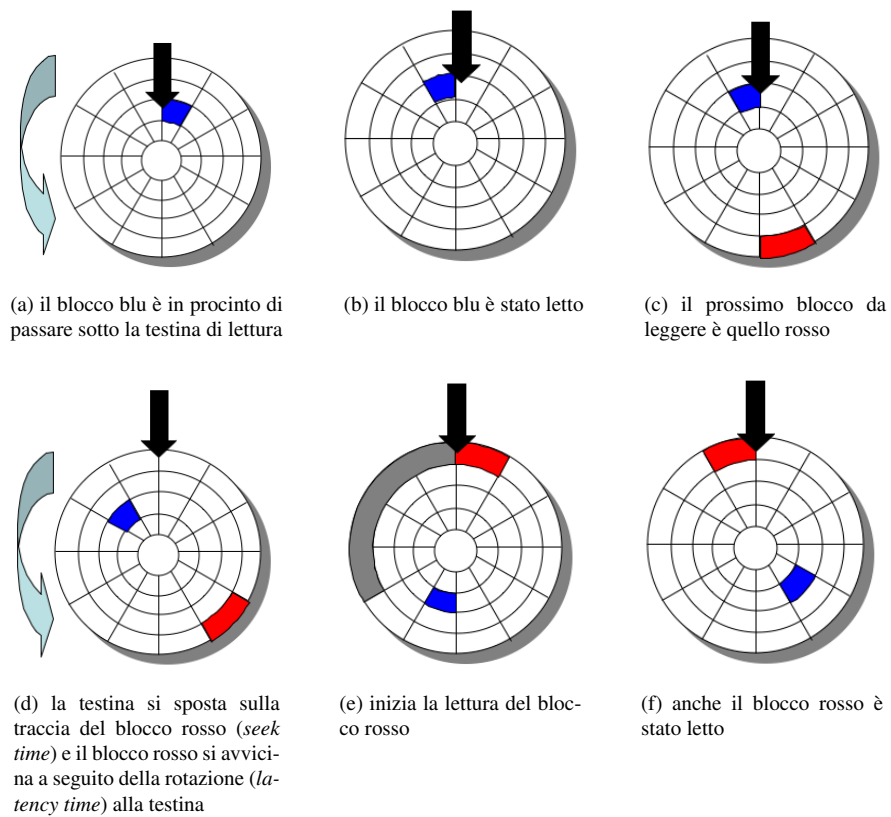 (a) il blocco blu è in procinto di
passare sotto la testina di lettura
(b) il blocco blu è stato letto
(c) il prossimo blocco da
leggere è quello rosso
(d) la testina si sposta sulla
traccia del blocco rosso (seek
time) e il blocco rosso si avvici-
na a seguito della rotazione (la-
tency time) alla testina
(e) inizia la lettura del bloc-
co rosso
(f) anche il blocco rosso è
stato letto